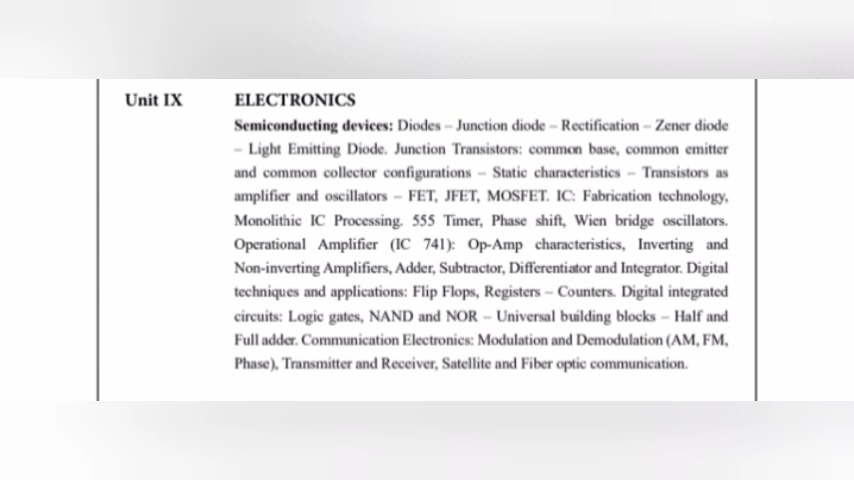 Unit IX ELECTRONICS
Semiconducting devices: Diodes – Junction diode – Rectification – Zener diode
– Light Emitting Diode. Junction Transistors: common base, common emitter
and common collector configurations – Static characteristics – Transistors as
amplifier and oscillators – FET, JFET, MOSFET. IC: Fabrication technology,
Monolithic IC Processing. 555 Timer, Phase shift, Wien bridge oscillators.
Operational Amplifier (IC 741): Op-Amp characteristics, Inverting and
Non-inverting Amplifiers, Adder, Subtractor, Differentiator and Integrator. Digital
techniques and applications: Flip Flops, Registers – Counters. Digital integrated
circuits: Logic gates, NAND and NOR – Universal building blocks – Half and
Full adder. Communication Electronics: Modulation and Demodulation (AM, FM,
Phase), Transmitter and Receiver, Satellite and Fiber optic communication.